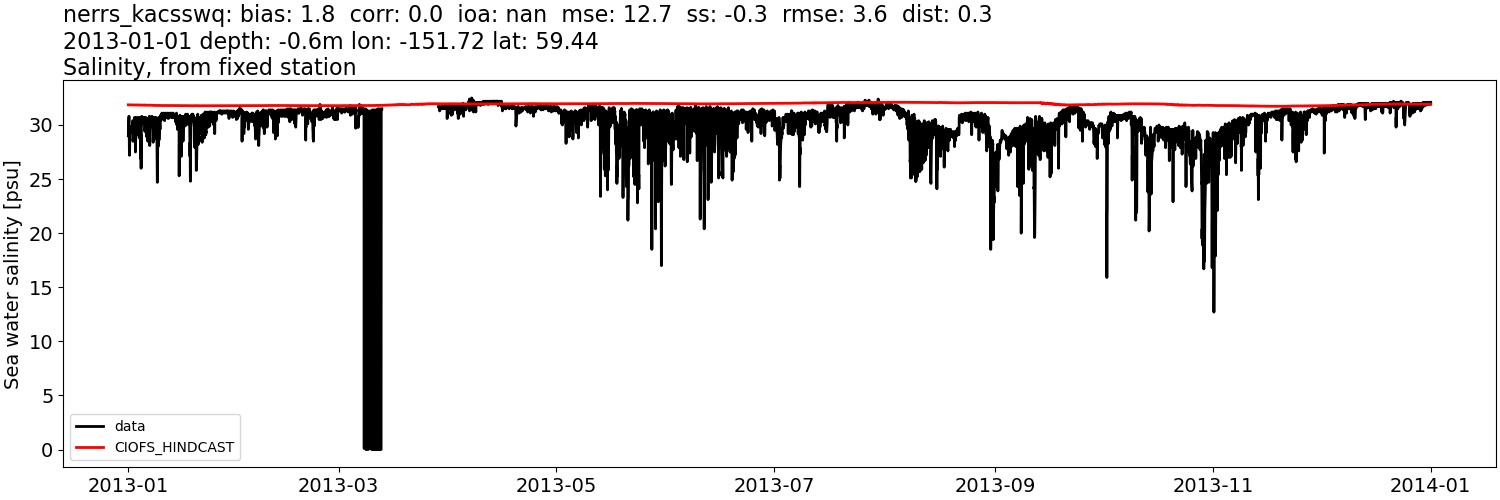 nerrs_kacsswq: bias: 1.8  corr: 0.0  ioa: nan  mse: 12.7  ss: -0.3  rmse: 3.6  dist: 0.3
2013-01-01 depth: -0.6m lon: -151.72 lat: 59.44
Salinity, from fixed station
Sea water salinity [psu]
30
25
20
15
10
5
0
data
CIOFS_HINDCAST
2013-01
2013-03
2013-05
2013-07
2013-09
2013-11
2014-01